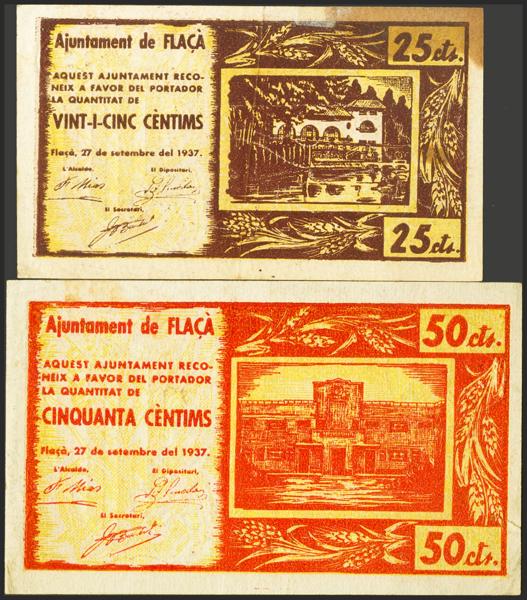 Ajuntament de FLAÇÀ
AQUEST AJUNTAMENT RECO-
NEIX A FAVOR DEL PORTADOR
LA QUANTITAT DE
VINT-I-CINC CÈNTIMS
Flaçà, 27 de setembre del 1937.
L'Alcalde,
El Dipositari,
El Secretari,
25 cts.
25 cts.
Ajuntament de FLAÇÀ
AQUEST AJUNTAMENT RECO-
NEIX A FAVOR DEL PORTADOR
LA QUANTITAT DE
CINQUANTA CÈNTIMS
Flaçà, 27 de setembre del 1937.
L'Alcalde,
El Dipositari,
El Secretari,
50 cts.
50 cts.